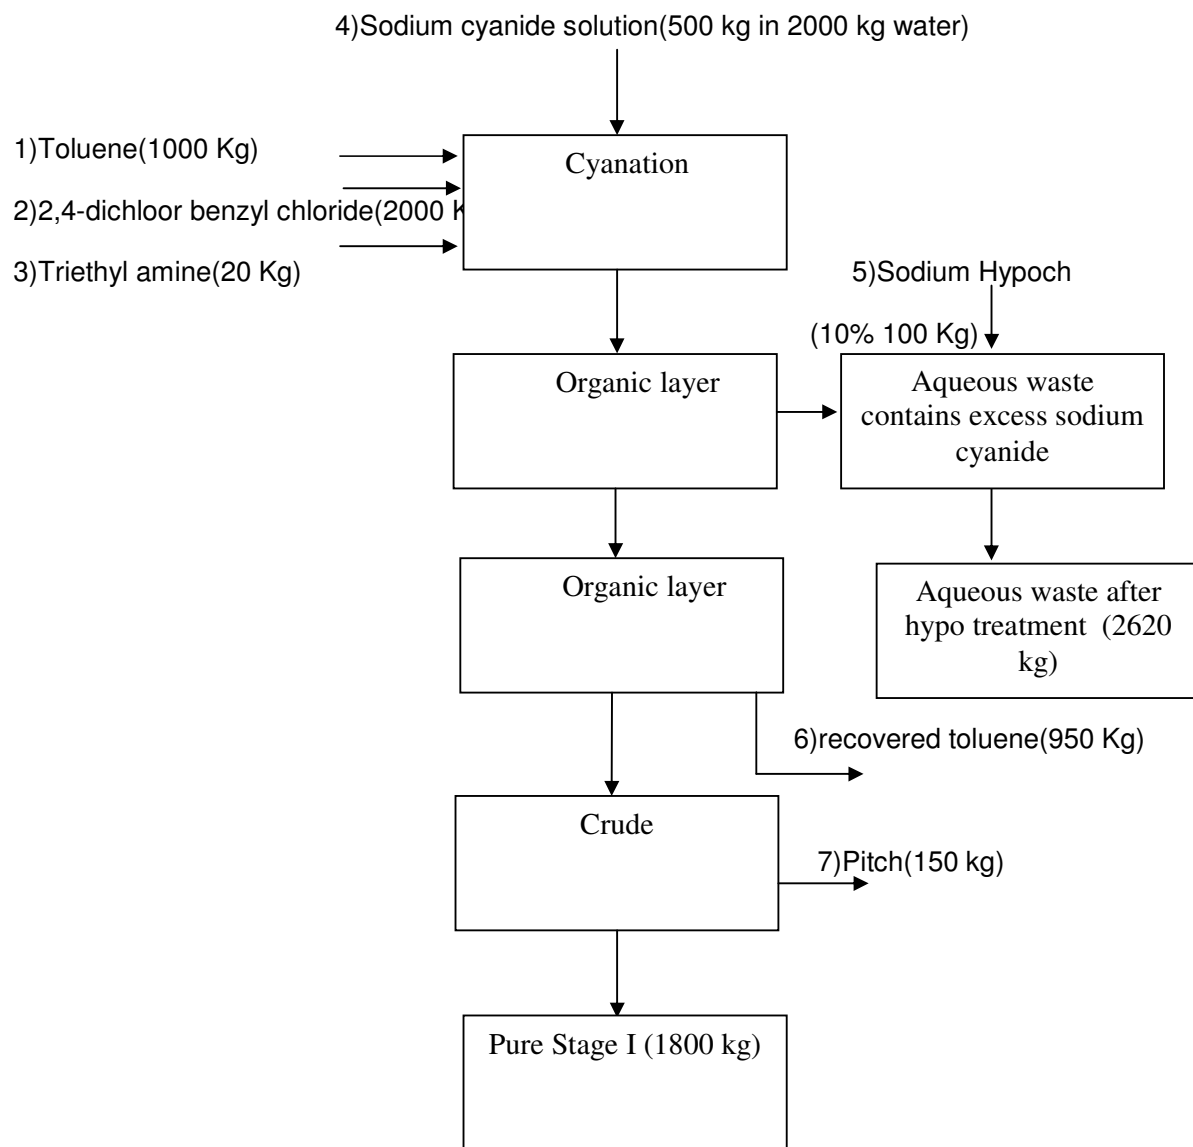 4)Sodium cyanide solution(500 kg in 2000 kg water)
1)Toluene(1000 Kg)
Cyanation
2)2,4-dichloor benzyl chloride(2000 K
3)Triethyl amine(20 Kg)
5)Sodium Hypoch
(10% 100 Kg)
Organic layer
Aqueous waste
contains excess sodium
cyanide
Organic layer
Aqueous waste after
hypo treatment (2620
kg)
6)recovered toluene(950 Kg)
Crude
7)Pitch(150 kg)
Pure Stage I (1800 kg)